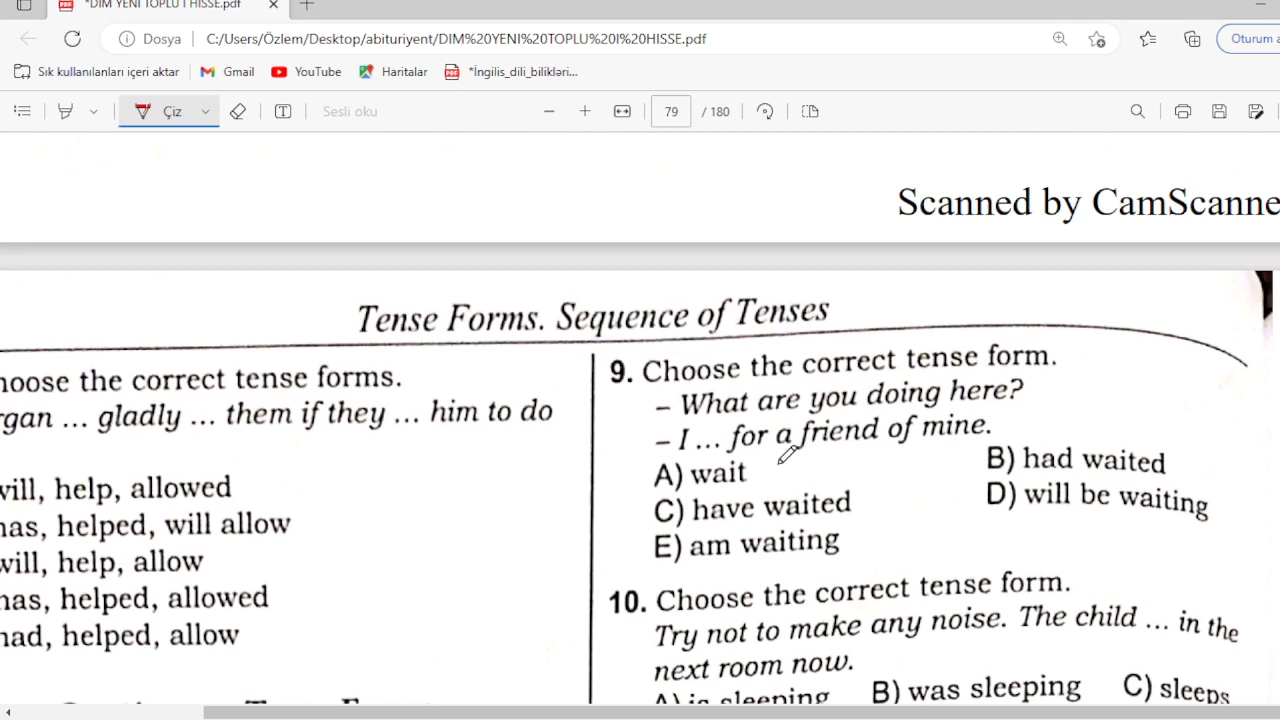 *DIM YENI TOPLU I HISSE.pdf
Dosya C:/Users/Özlem/Desktop/abituriyent/DIM%20YENI%20TOPLU%20I%20HISSE.pdf Oturum a
Sık kullanılanları içeri aktar Gmail YouTube Haritalar *İngilis_dili_bilikləri...
Çiz Sesli oku 79 / 180
Scanned by CamScanne
Tense Forms. Sequence of Tenses
hoose the correct tense forms.
rgan ... gladly ... them if they ... him to do
will, help, allowed
has, helped, will allow
will, help, allow
has, helped, allowed
had, helped, allow
9. Choose the correct tense form.
– What are you doing here?
– I ... for a friend of mine.
A) wait B) had waited
C) have waited D) will be waiting
E) am waiting
10. Choose the correct tense form.
Try not to make any noise. The child ... in the
next room now.
A) is sleeping B) was sleeping C) sleeps